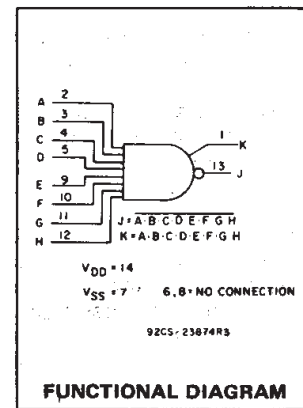 A 2
B 3
C 4
D 5
E 9
F 10
G 11
H 12
1 K
13 J
J = A B C D E F G H
K = A·B·C·D·E·F·G·H
VDD = 14
VSS = 7 6,8 = NO CONNECTION
92CS-23874R3
FUNCTIONAL DIAGRAM